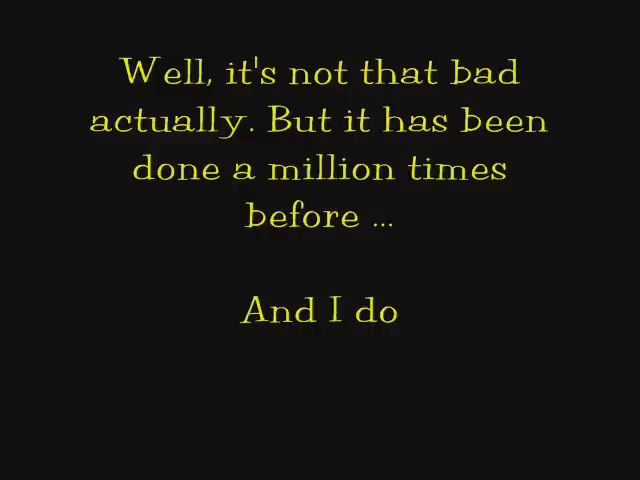 Well, it's not that bad
actually. But it has been
done a million times
before ...
And I do